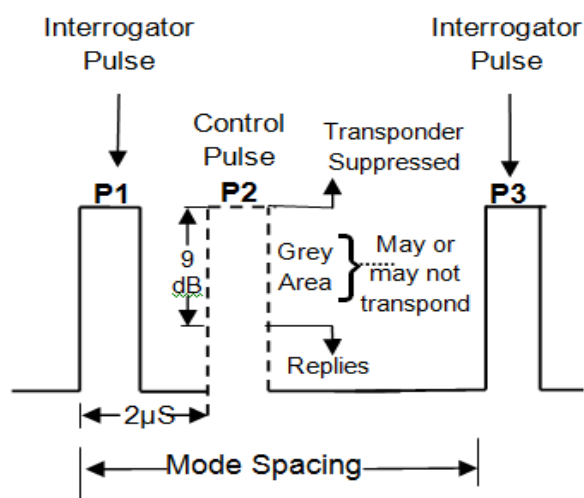 Interrogator
Pulse
Interrogator
Pulse
Control
Pulse
Transponder
Suppressed
P1
P2
P3
9
dB
Grey
Area
May or
may not
transpond
Replies
2µS
Mode Spacing